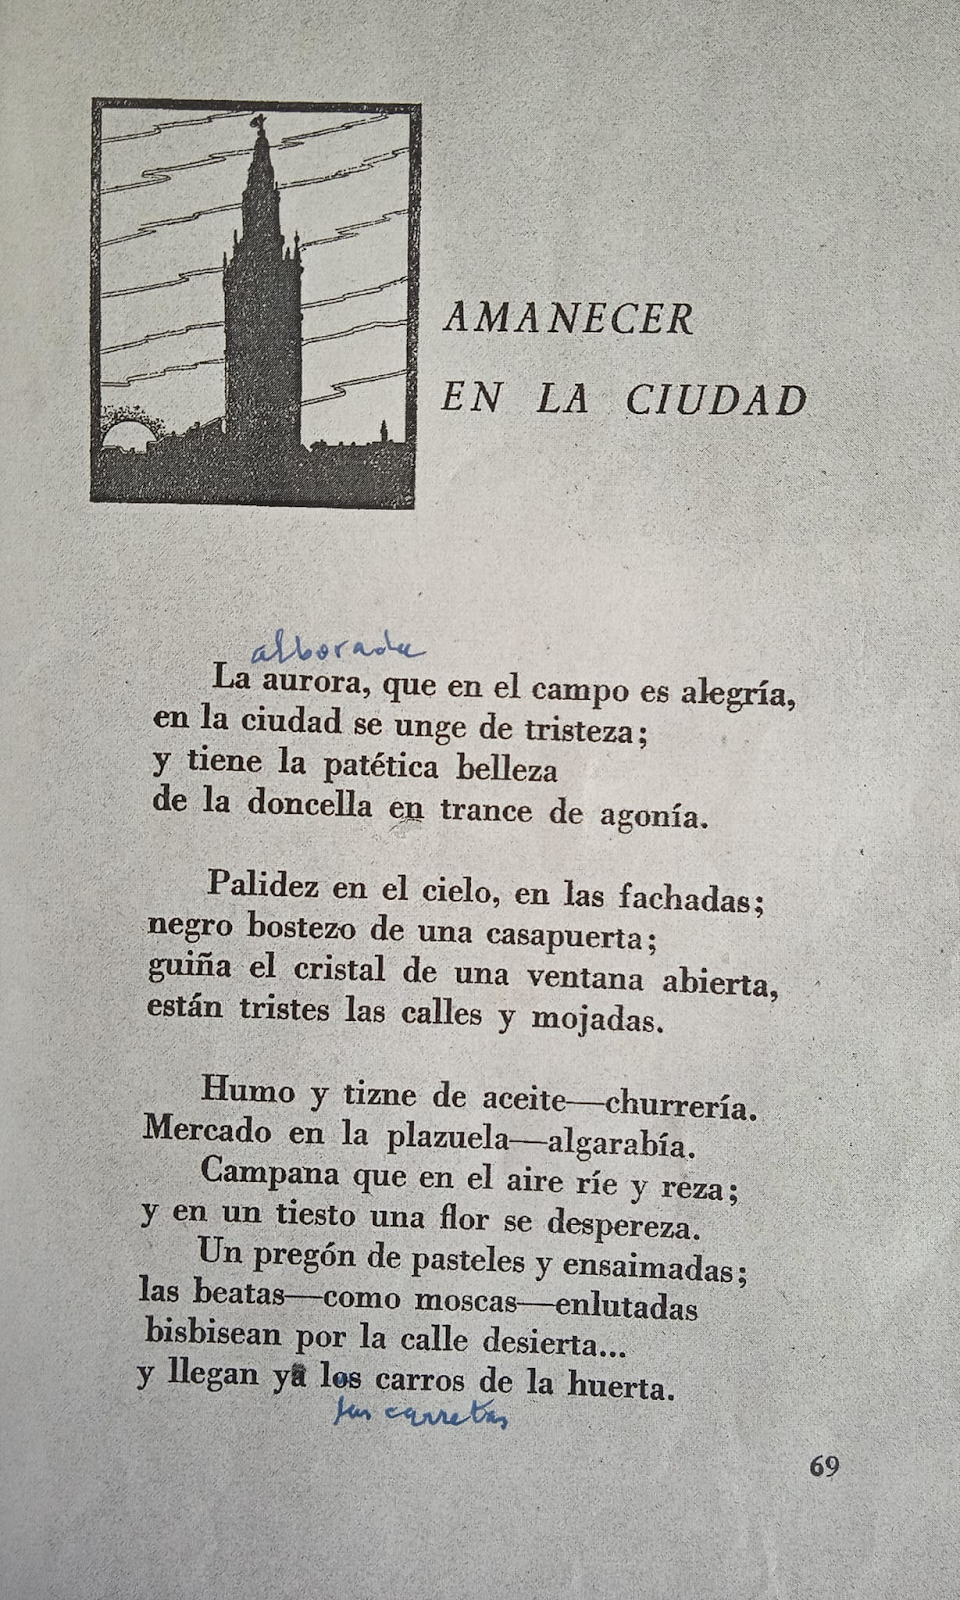 AMANECER
EN LA CIUDAD
alborada
La aurora, que en el campo es alegría,
en la ciudad se unge de tristeza;
y tiene la patética belleza
de la doncella en trance de agonía.
Palidez en el cielo, en las fachadas;
negro bostezo de una casapuerta;
guiña el cristal de una ventana abierta,
están tristes las calles y mojadas.
Humo y tizne de aceite—churrería.
Mercado en la plazuela—algarabía.
Campana que en el aire ríe y reza;
y en un tiesto una flor se despereza.
Un pregón de pasteles y ensaimadas;
las beatas—como moscas—enlutadas
bisbisean por la calle desierta...
y llegan ya los carros de la huerta.
las carretas
69